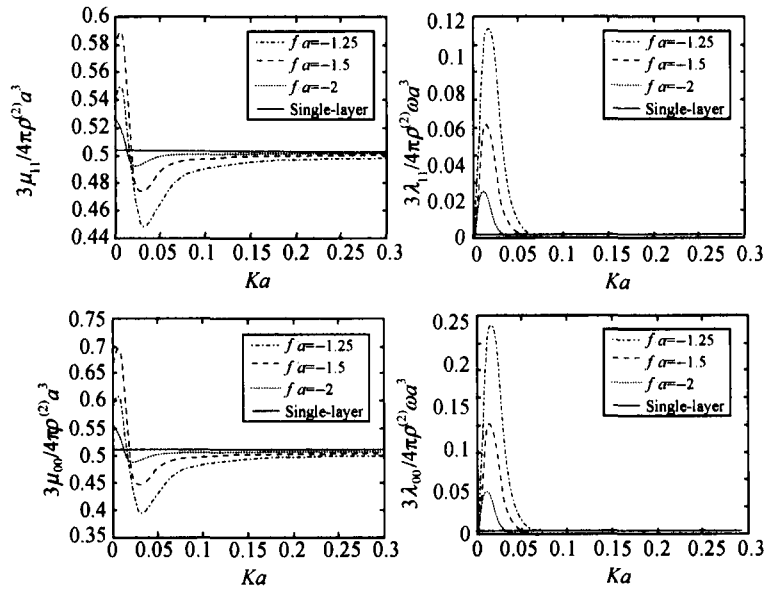 0.6
0.58
0.56
0.54
0.52
0.5
0.48
0.46
0.44
3μ₁₁/4πρ⁽²⁾a³
f a=−1.25
f a=−1.5
f a=−2
Single-layer
0 0.05 0.1 0.15 0.2 0.25 0.3
Ka
0.12
0.1
0.06
0.02
0
3λ₁₁/4πρ⁽²⁾ωa³
f a=−1.25
f a=−1.5
f a=−2
Single-layer
0 0.05 0.1 0.15 0.2 0.25 0.3
Ka
0.75
0.7
0.65
0.6
0.55
0.5
0.45
0.4
0.35
3μ₀₀/4πρ⁽²⁾a³
f a=−1.25
f a=−1.5
f a=−2
Single-layer
0 0.05 0.1 0.15 0.2 0.25 0.3
Ka
0.25
0.2
0.15
0.1
0.05
0
3λ₀₀/4πρ⁽²⁾ωa³
f a=−1.25
f a=−1.5
f a=−2
Single-layer
0 0.05 0.1 0.15 0.2 0.25 0.3
Ka